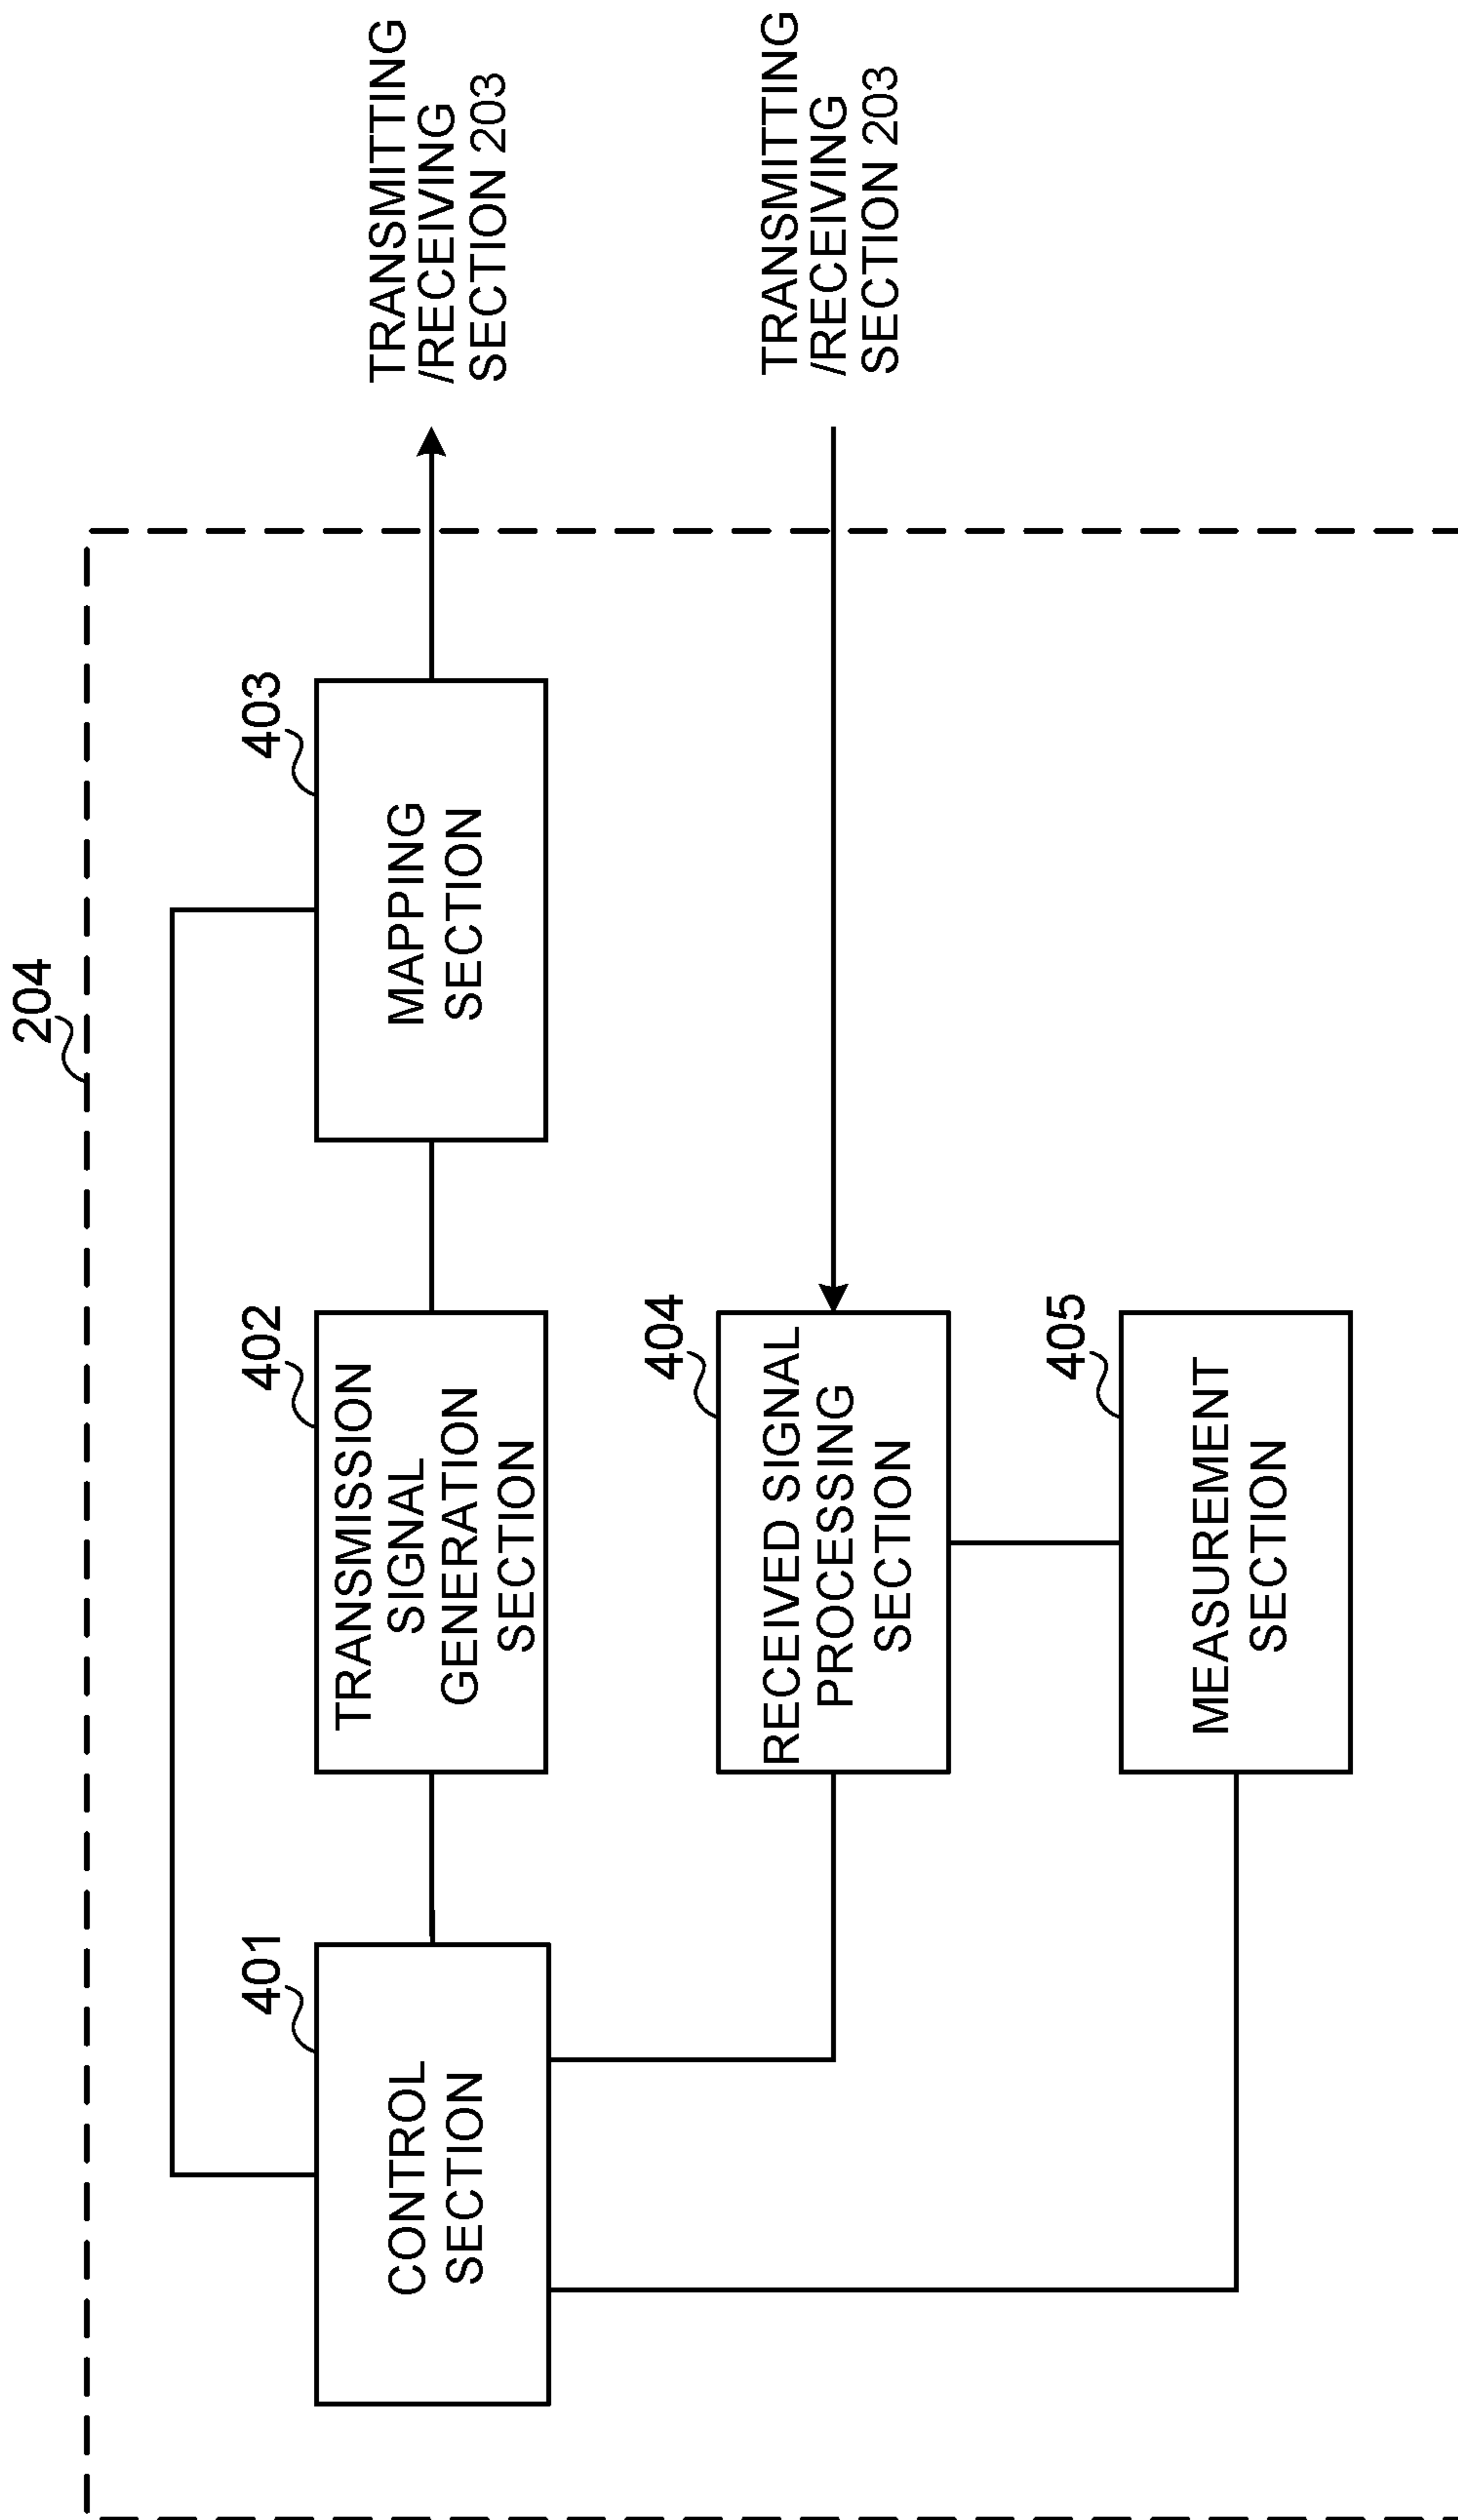 204
401
CONTROL
SECTION
402
TRANSMISSION
SIGNAL
GENERATION
SECTION
403
MAPPING
SECTION
TRANSMITTING
/RECEIVING
SECTION 203
404
RECEIVED SIGNAL
PROCESSING
SECTION
TRANSMITTING
/RECEIVING
SECTION 203
405
MEASUREMENT
SECTION